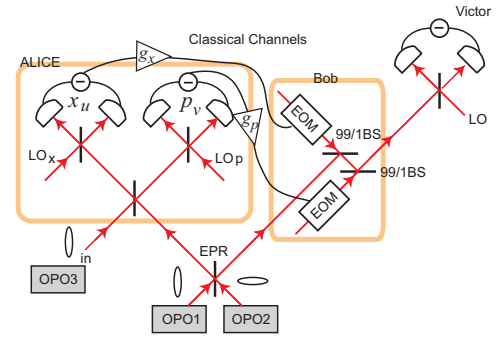 Victor
Classical Channels
g_x
ALICE
Bob
x_u
p_v
g_p
EOM
LO
LO_x
LO_p
99/1BS
99/1BS
EOM
in
EPR
OPO3
OPO1
OPO2